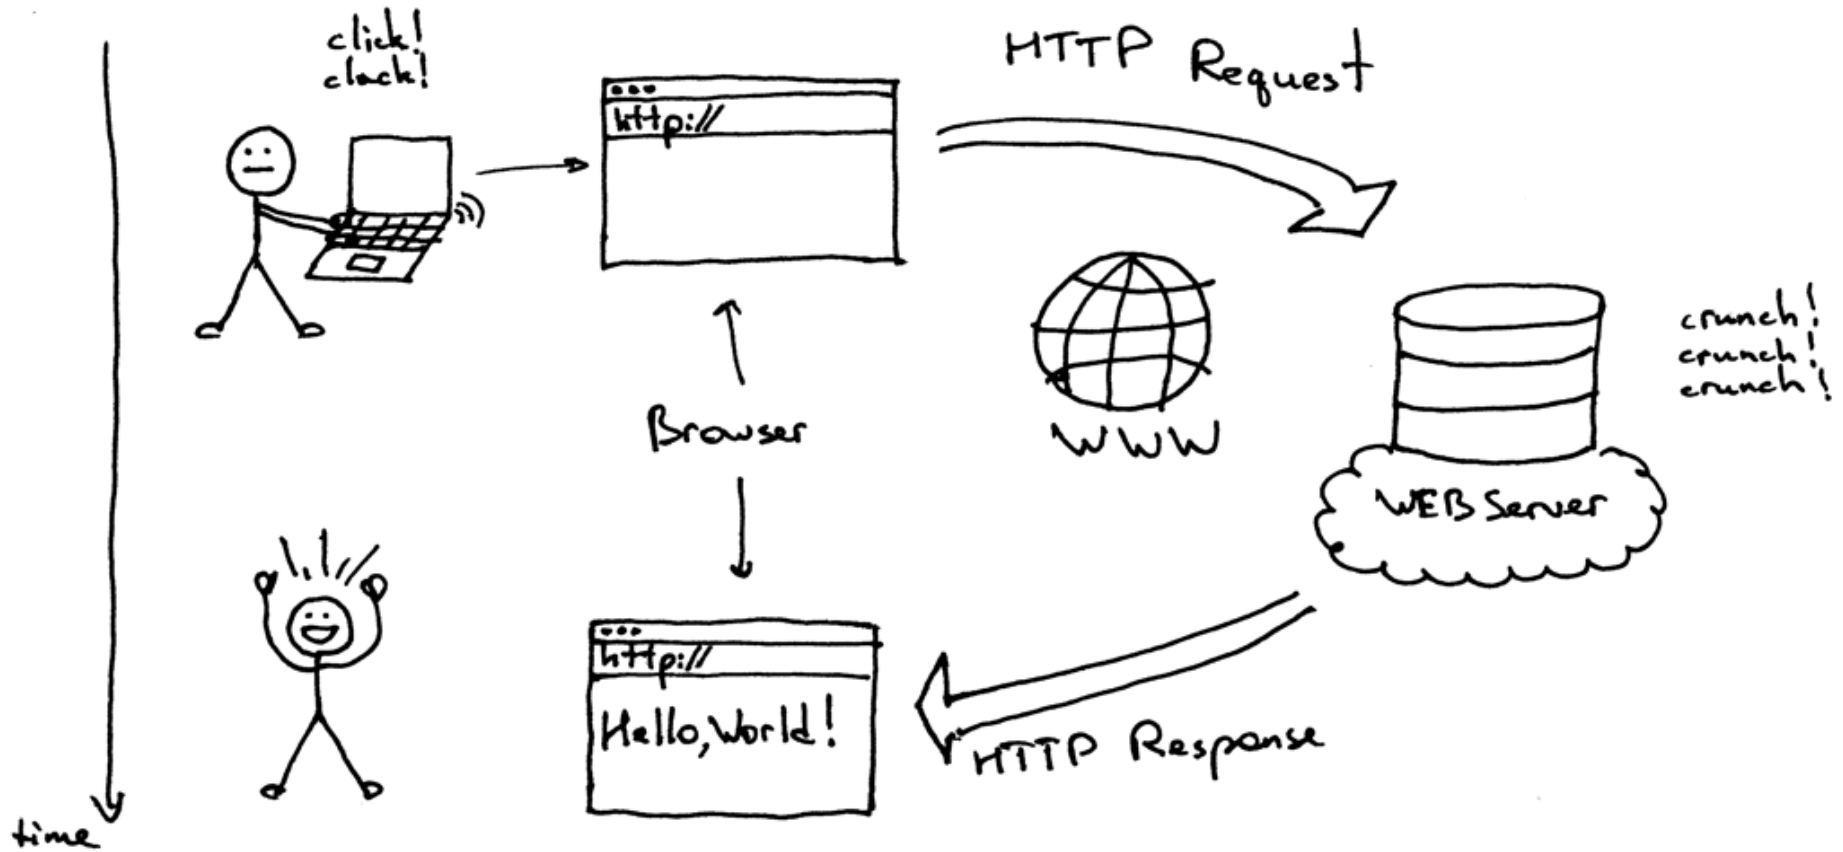 click!
clack!
HTTP Request
http://
crunch!
crunch!
crunch!
Browser
WWW
WEB Server
http://
Hello, World!
HTTP Response
time